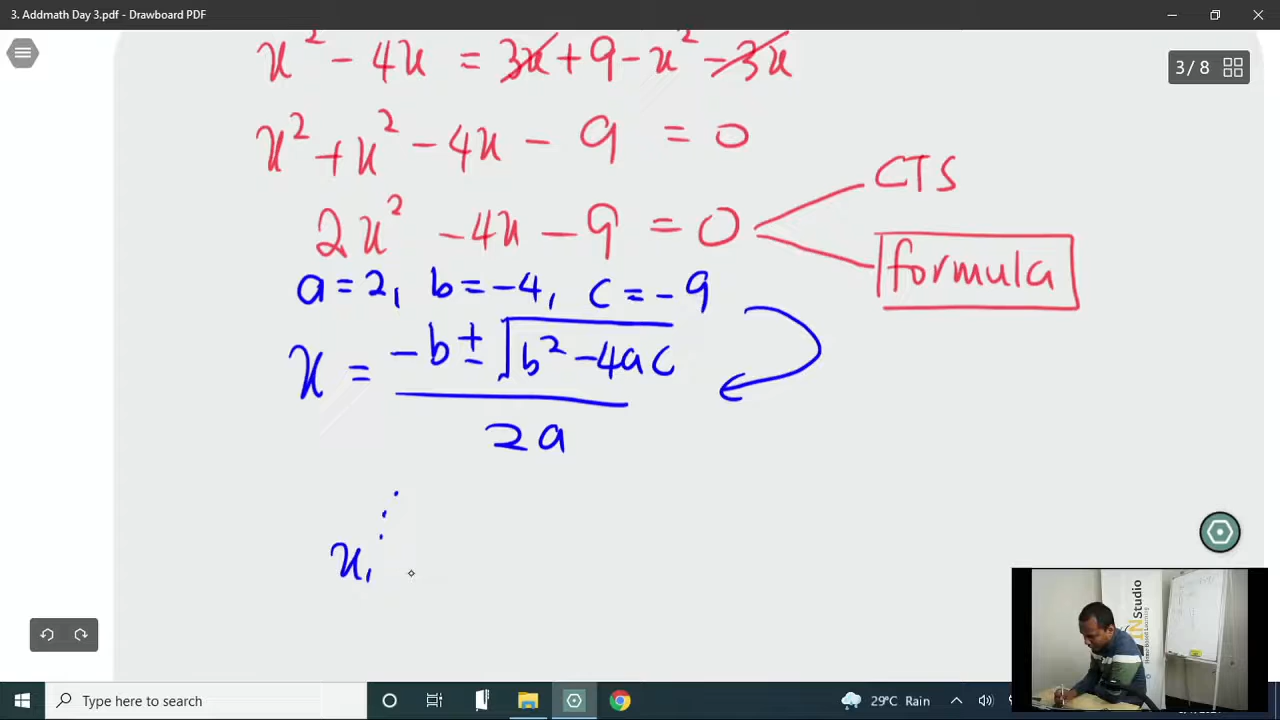 3. Addmath Day 3.pdf - Drawboard PDF
x² - 4x = 3x + 9 - x² - 3x
3 / 8
x² + x² - 4x - 9 = 0
CTS
2x² - 4x - 9 = 0
formula
a = 2, b = -4, c = -9
x = (-b ± √(b² - 4ac)) / 2a
x₁
NT Studio
Type here to search
29°C Rain